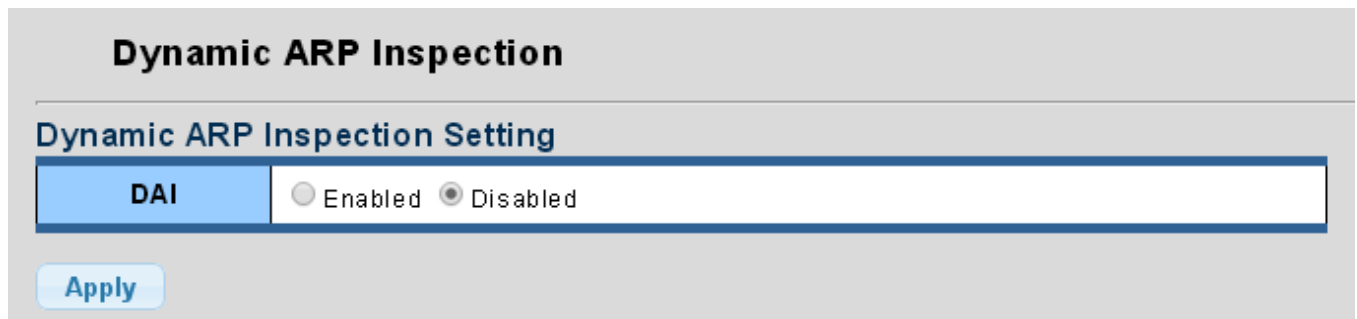 Dynamic ARP Inspection
Dynamic ARP Inspection Setting
DAI Enabled Disabled
Apply